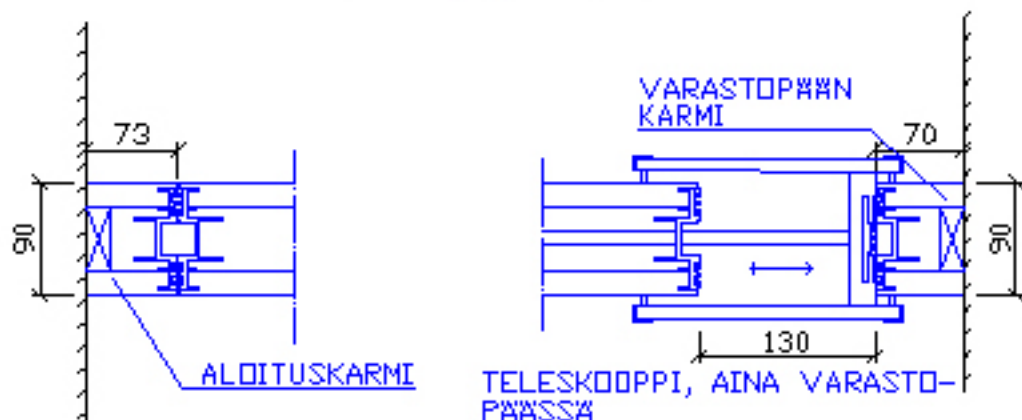 VARASTOPÄÄN
KARMI
73
70
90
90
130
ALOITUSKARMI
TELESKOOPPI, AINA VARASTO-
PÄÄSSÄ